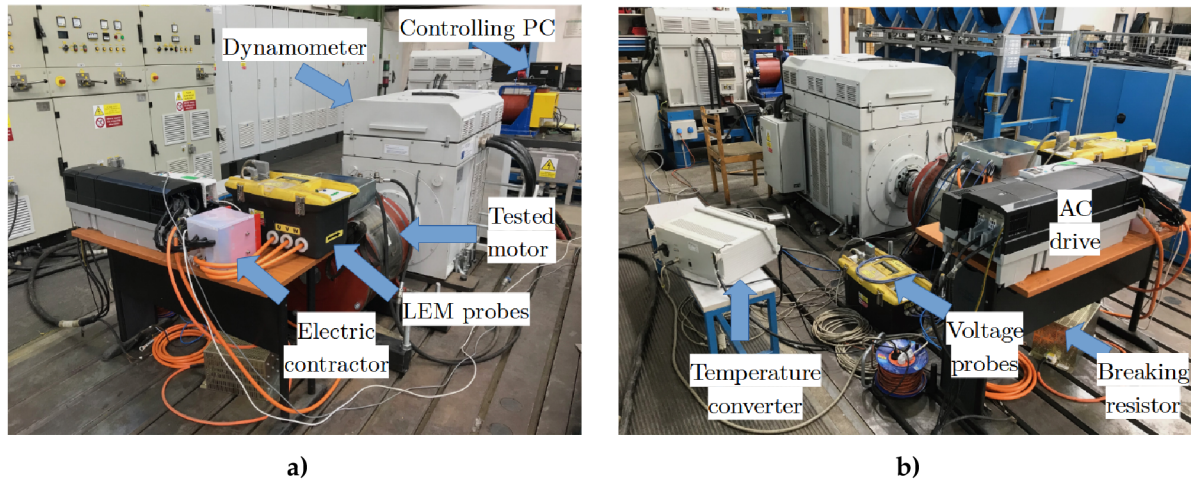 Dynamometer
Controlling PC
Tested
motor
LEM probes
Electric
contractor
U V W
a)
AC
drive
Voltage
probes
Temperature
converter
Breaking
resistor
b)